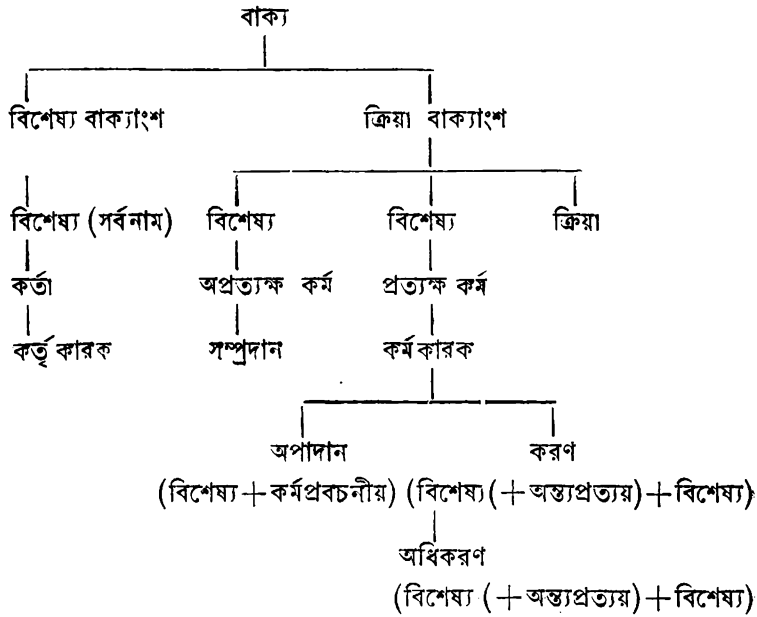 বাক্য
বিশেষ্য বাক্যাংশ ক্রিয়া বাক্যাংশ
বিশেষ্য (সর্বনাম) বিশেষ্য বিশেষ্য ক্রিয়া
কর্তা অপ্রত্যক্ষ কর্ম প্রত্যক্ষ কর্ম
কর্তৃ কারক সম্প্রদান কর্মকারক
অপাদান করণ
(বিশেষ্য+কর্মপ্রবচনীয়) (বিশেষ্য (+অন্ত্যপ্রত্যয়)+বিশেষ্য)
অধিকরণ
(বিশেষ্য (+অন্ত্যপ্রত্যয়)+বিশেষ্য)